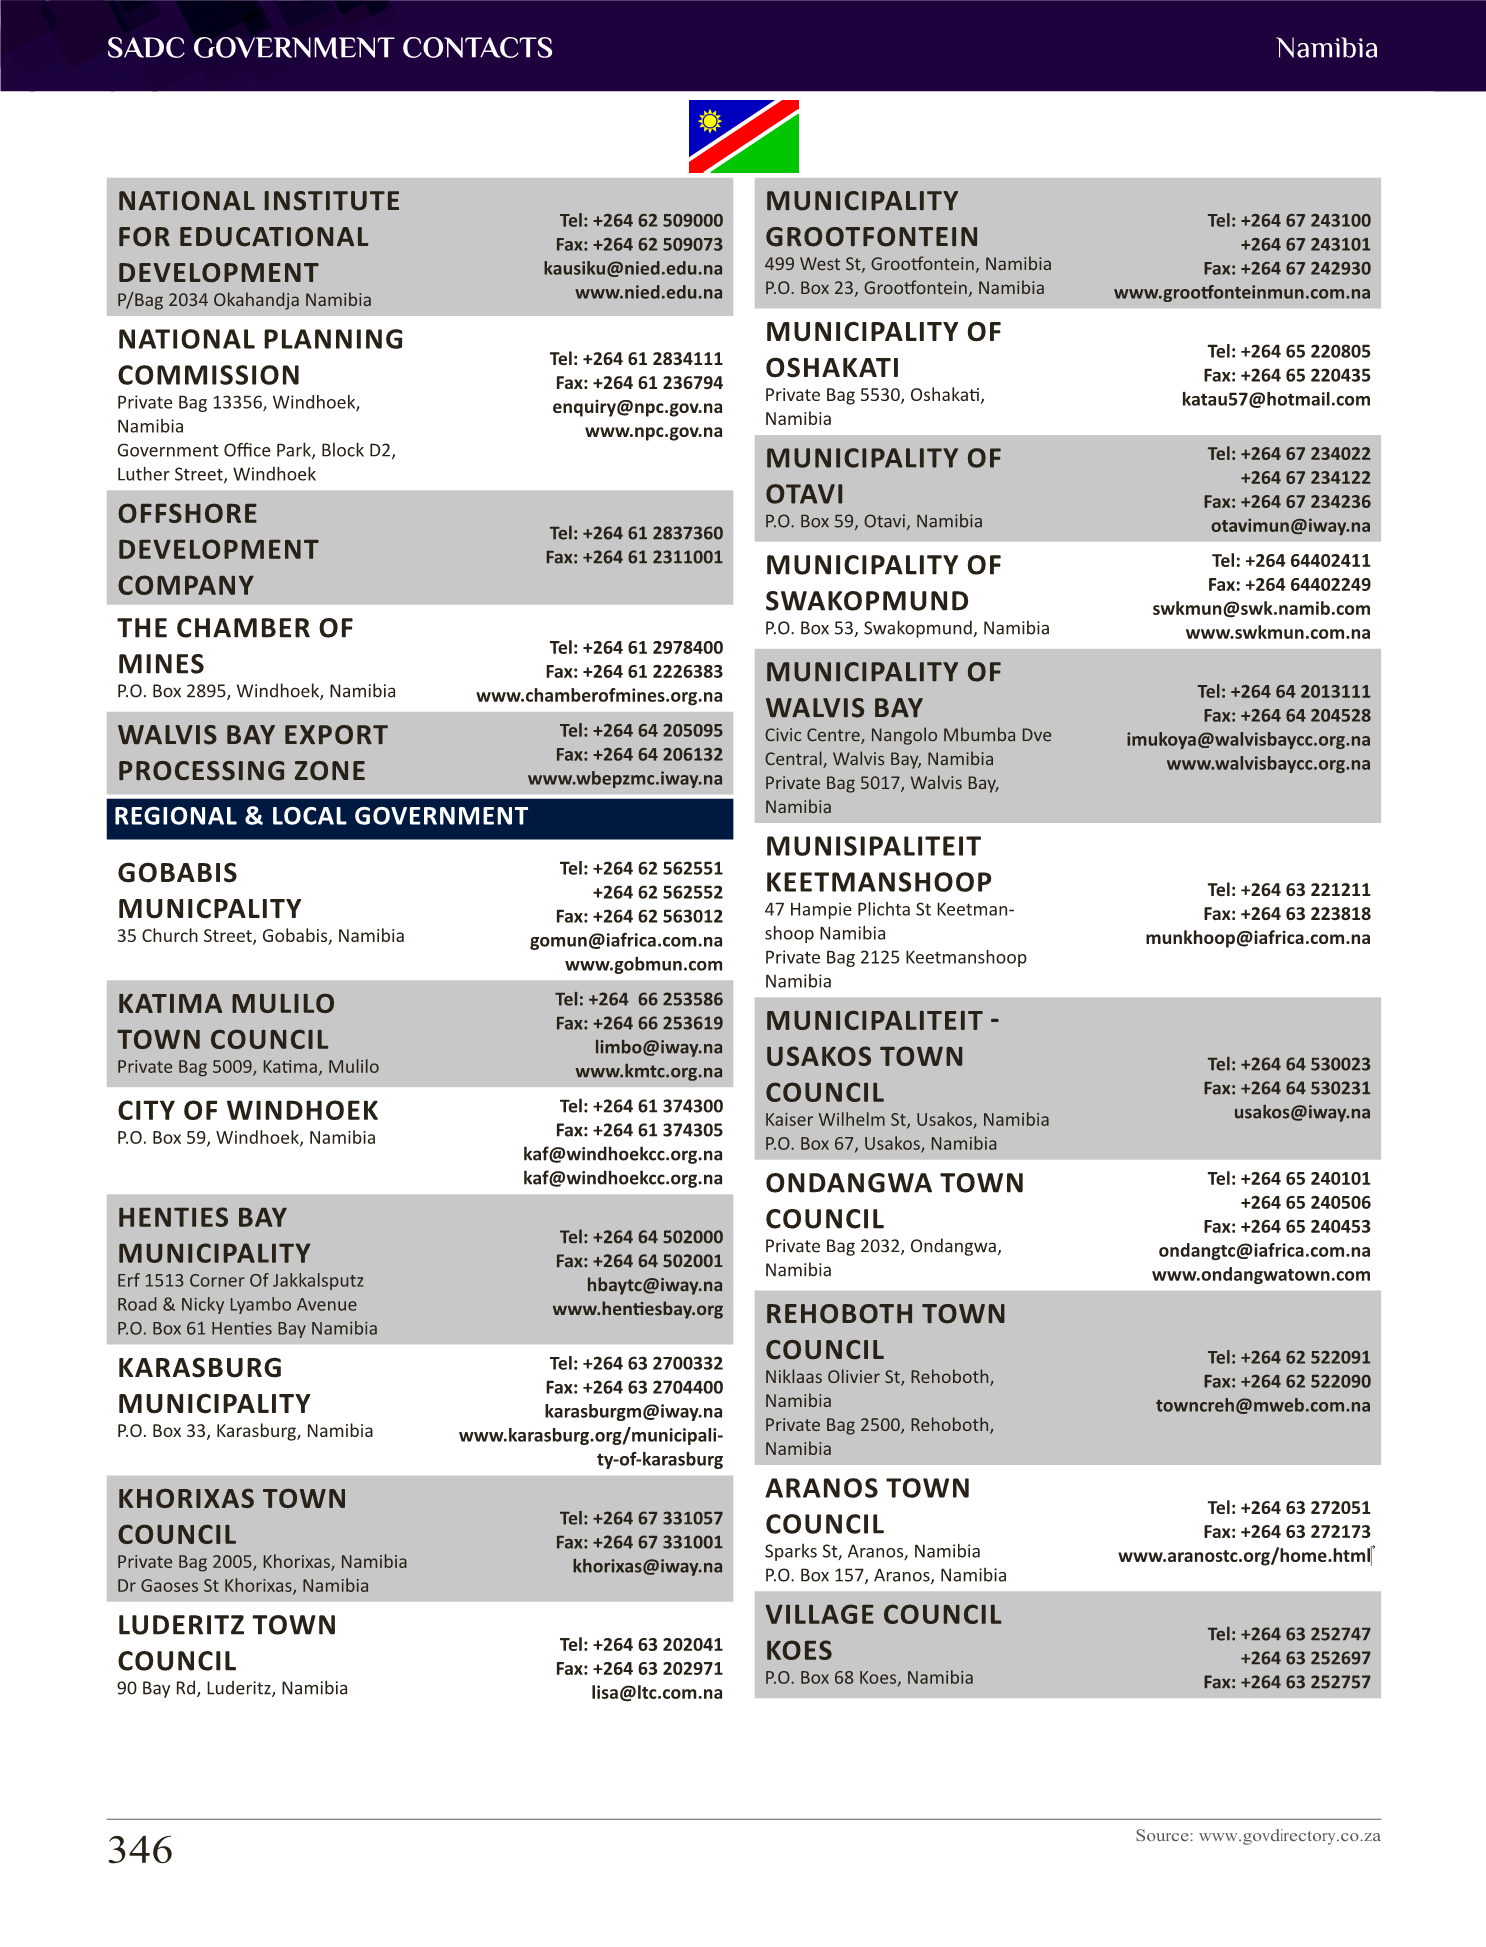 SADC GOVERNMENT CONTACTS
Namibia
NATIONAL INSTITUTE
FOR EDUCATIONAL
DEVELOPMENT
P/Bag 2034 Okahandja Namibia
Tel: +264 62 509000
Fax: +264 62 509073
kausiku@nied.edu.na
www.nied.edu.na
NATIONAL PLANNING
COMMISSION
Private Bag 13356, Windhoek,
Namibia
Government Office Park, Block D2,
Luther Street, Windhoek
Tel: +264 61 2834111
Fax: +264 61 236794
enquiry@npc.gov.na
www.npc.gov.na
OFFSHORE
DEVELOPMENT
COMPANY
Tel: +264 61 2837360
Fax: +264 61 2311001
THE CHAMBER OF
MINES
P.O. Box 2895, Windhoek, Namibia
Tel: +264 61 2978400
Fax: +264 61 2226383
www.chamberofmines.org.na
WALVIS BAY EXPORT
PROCESSING ZONE
Tel: +264 64 205095
Fax: +264 64 206132
www.wbepzmc.iway.na
REGIONAL & LOCAL GOVERNMENT
GOBABIS
MUNICPALITY
35 Church Street, Gobabis, Namibia
Tel: +264 62 562551
+264 62 562552
Fax: +264 62 563012
gomun@iafrica.com.na
www.gobmun.com
KATIMA MULILO
TOWN COUNCIL
Private Bag 5009, Katima, Mulilo
Tel: +264  66 253586
Fax: +264 66 253619
limbo@iway.na
www.kmtc.org.na
CITY OF WINDHOEK
P.O. Box 59, Windhoek, Namibia
Tel: +264 61 374300
Fax: +264 61 374305
kaf@windhoekcc.org.na
kaf@windhoekcc.org.na
HENTIES BAY
MUNICIPALITY
Erf 1513 Corner Of Jakkalsputz
Road & Nicky Lyambo Avenue
P.O. Box 61 Henties Bay Namibia
Tel: +264 64 502000
Fax: +264 64 502001
hbaytc@iway.na
www.hentiesbay.org
KARASBURG
MUNICIPALITY
P.O. Box 33, Karasburg, Namibia
Tel: +264 63 2700332
Fax: +264 63 2704400
karasburgm@iway.na
www.karasburg.org/municipali-
ty-of-karasburg
KHORIXAS TOWN
COUNCIL
Private Bag 2005, Khorixas, Namibia
Dr Gaoses St Khorixas, Namibia
Tel: +264 67 331057
Fax: +264 67 331001
khorixas@iway.na
LUDERITZ TOWN
COUNCIL
90 Bay Rd, Luderitz, Namibia
Tel: +264 63 202041
Fax: +264 63 202971
lisa@ltc.com.na
MUNICIPALITY
GROOTFONTEIN
499 West St, Grootfontein, Namibia
P.O. Box 23, Grootfontein, Namibia
Tel: +264 67 243100
+264 67 243101
Fax: +264 67 242930
www.grootfonteinmun.com.na
MUNICIPALITY OF
OSHAKATI
Private Bag 5530, Oshakati,
Namibia
Tel: +264 65 220805
Fax: +264 65 220435
katau57@hotmail.com
MUNICIPALITY OF
OTAVI
P.O. Box 59, Otavi, Namibia
Tel: +264 67 234022
+264 67 234122
Fax: +264 67 234236
otavimun@iway.na
MUNICIPALITY OF
SWAKOPMUND
P.O. Box 53, Swakopmund, Namibia
Tel: +264 64402411
Fax: +264 64402249
swkmun@swk.namib.com
www.swkmun.com.na
MUNICIPALITY OF
WALVIS BAY
Civic Centre, Nangolo Mbumba Dve
Central, Walvis Bay, Namibia
Private Bag 5017, Walvis Bay,
Namibia
Tel: +264 64 2013111
Fax: +264 64 204528
imukoya@walvisbaycc.org.na
www.walvisbaycc.org.na
MUNISIPALITEIT
KEETMANSHOOP
47 Hampie Plichta St Keetman-
shoop Namibia
Private Bag 2125 Keetmanshoop
Namibia
Tel: +264 63 221211
Fax: +264 63 223818
munkhoop@iafrica.com.na
MUNICIPALITEIT -
USAKOS TOWN
COUNCIL
Kaiser Wilhelm St, Usakos, Namibia
P.O. Box 67, Usakos, Namibia
Tel: +264 64 530023
Fax: +264 64 530231
usakos@iway.na
ONDANGWA TOWN
COUNCIL
Private Bag 2032, Ondangwa,
Namibia
Tel: +264 65 240101
+264 65 240506
Fax: +264 65 240453
ondangtc@iafrica.com.na
www.ondangwatown.com
REHOBOTH TOWN
COUNCIL
Niklaas Olivier St, Rehoboth,
Namibia
Private Bag 2500, Rehoboth,
Namibia
Tel: +264 62 522091
Fax: +264 62 522090
towncreh@mweb.com.na
ARANOS TOWN
COUNCIL
Sparks St, Aranos, Namibia
P.O. Box 157, Aranos, Namibia
Tel: +264 63 272051
Fax: +264 63 272173
www.aranostc.org/home.html
VILLAGE COUNCIL
KOES
P.O. Box 68 Koes, Namibia
Tel: +264 63 252747
+264 63 252697
Fax: +264 63 252757
346
Source: www.govdirectory.co.za